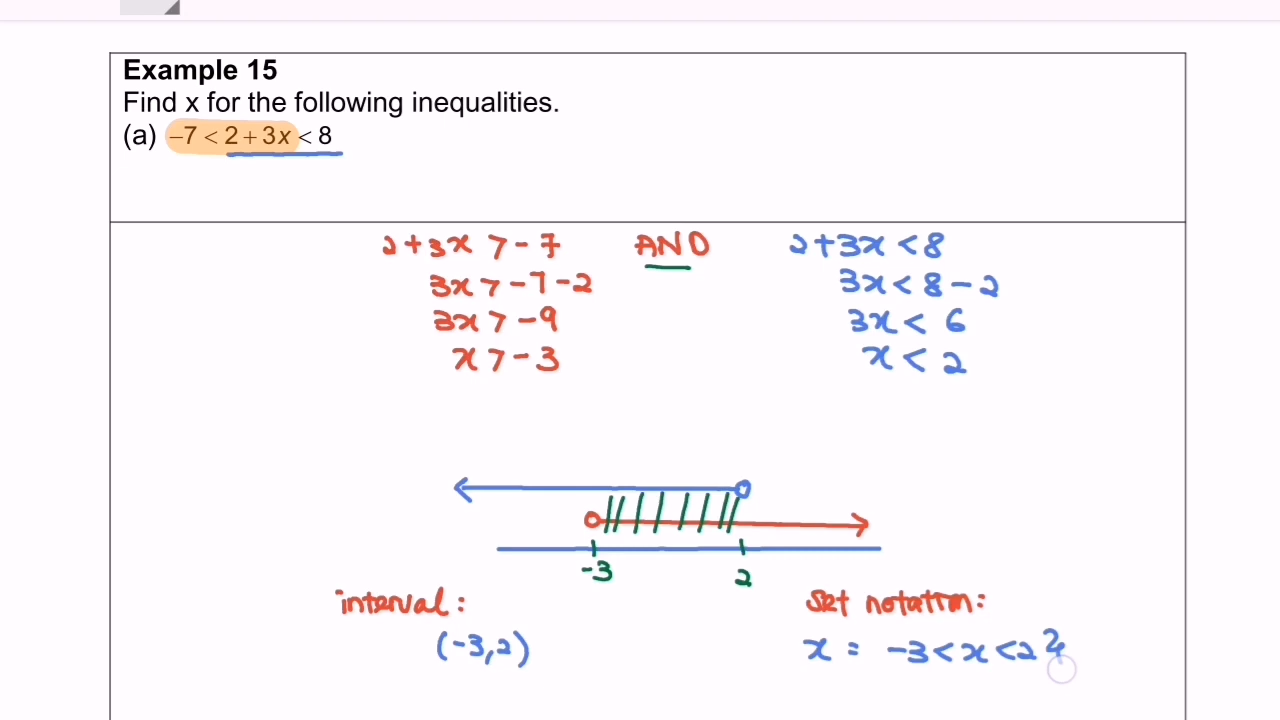 Example 15
Find x for the following inequalities.
(a) −7 < 2 + 3x < 8
2+3x > -7 AND 2+3x < 8
3x > -7-2 3x < 8-2
3x > -9 3x < 6
x > -3 x < 2
-3 2
interval: set notation:
(-3,2) x = -3<x<2